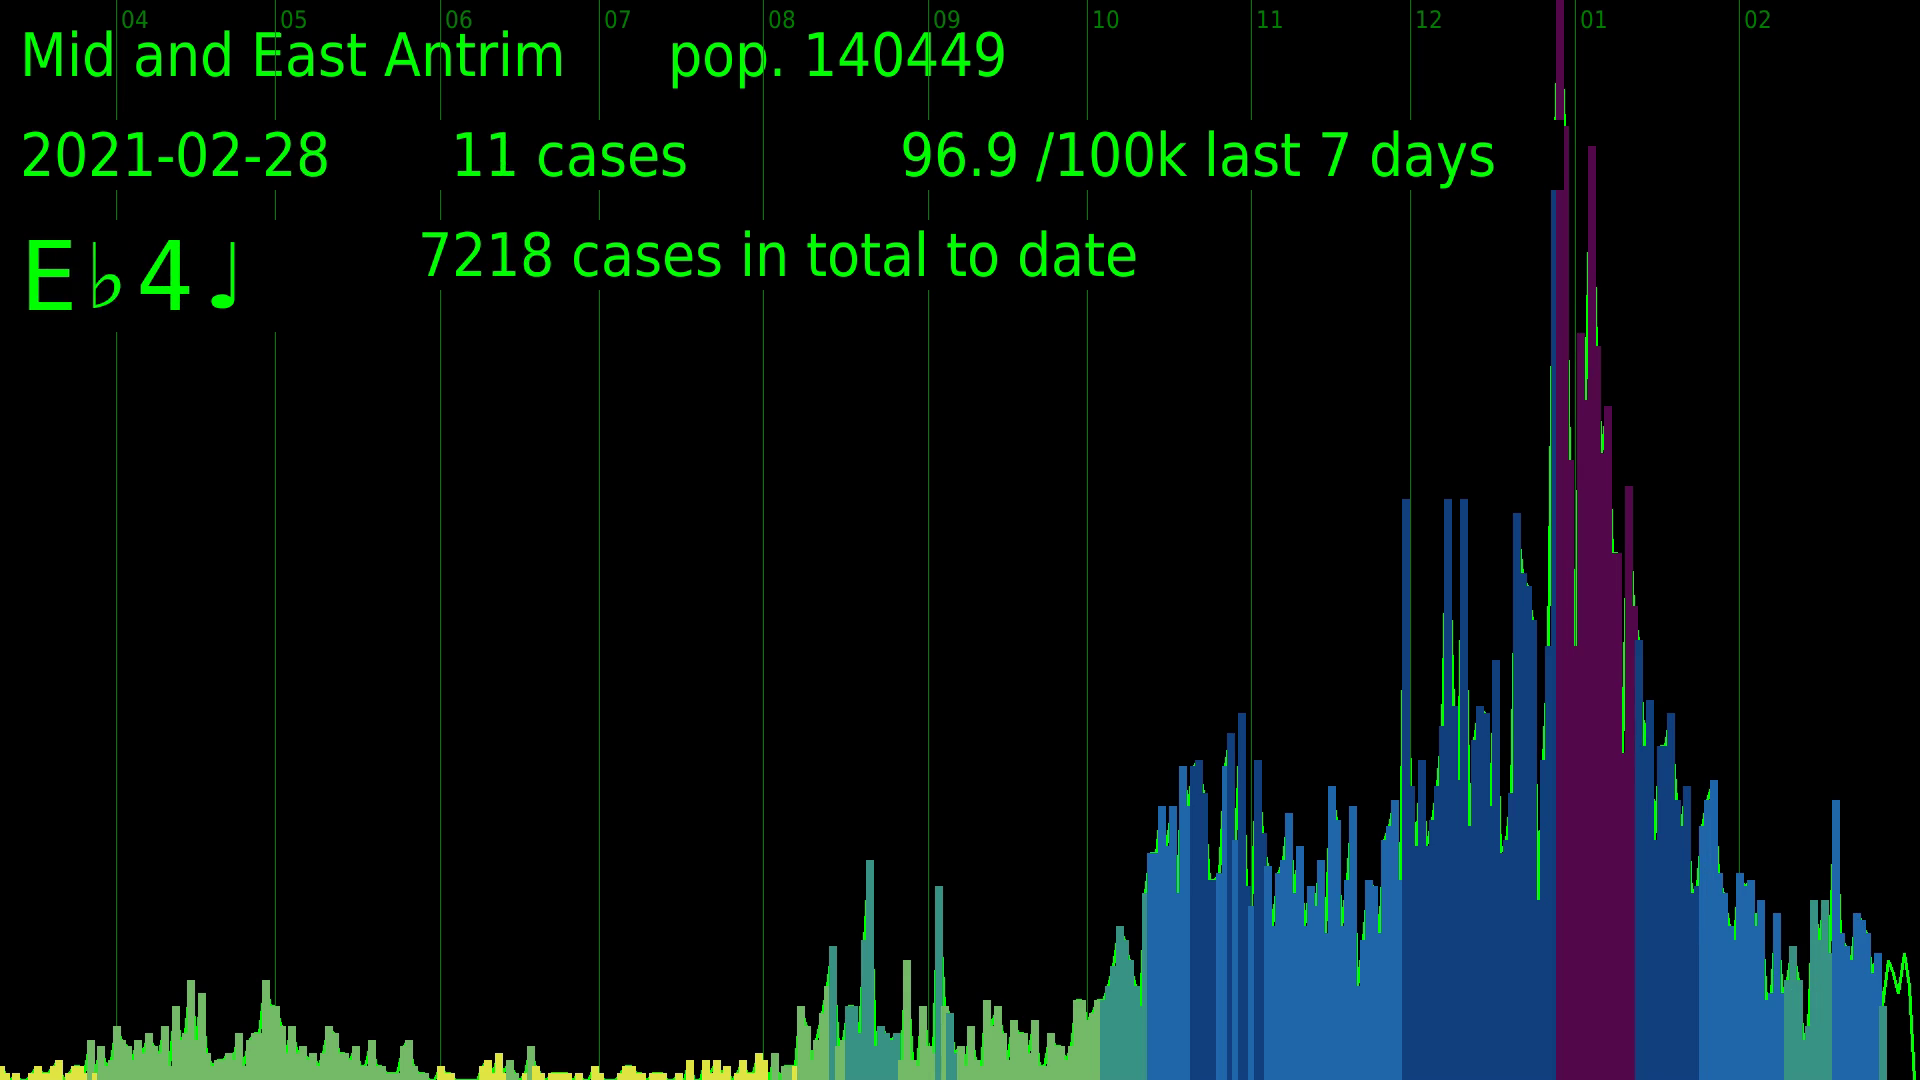 04 05 06 07 08 09 10 11 12 01 02
Mid and East Antrim pop. 140449
2021-02-28 11 cases 96.9 /100k last 7 days
E♭4♩ 7218 cases in total to date